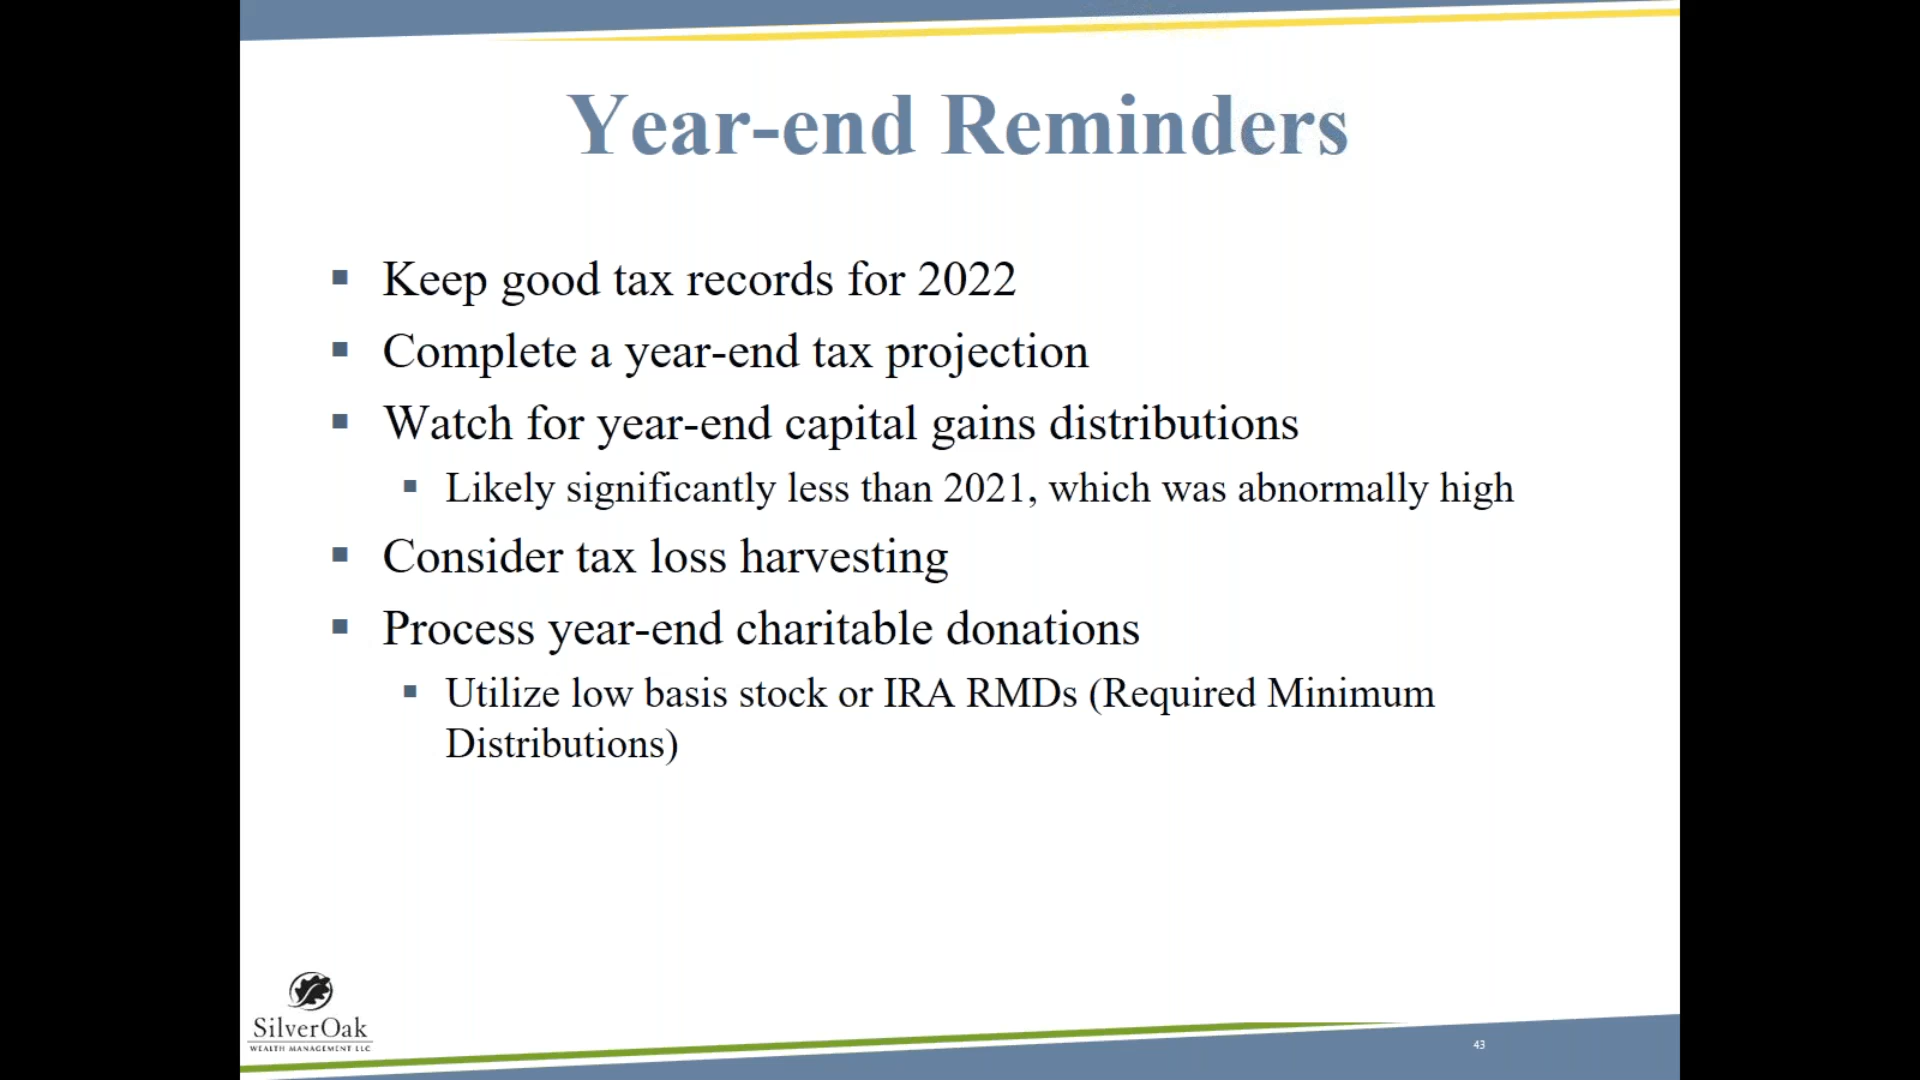 Year-end Reminders
Keep good tax records for 2022
Complete a year-end tax projection
Watch for year-end capital gains distributions
Likely significantly less than 2021, which was abnormally high
Consider tax loss harvesting
Process year-end charitable donations
Utilize low basis stock or IRA RMDs (Required Minimum
Distributions)
SilverOak
WEALTH MANAGEMENT LLC
43